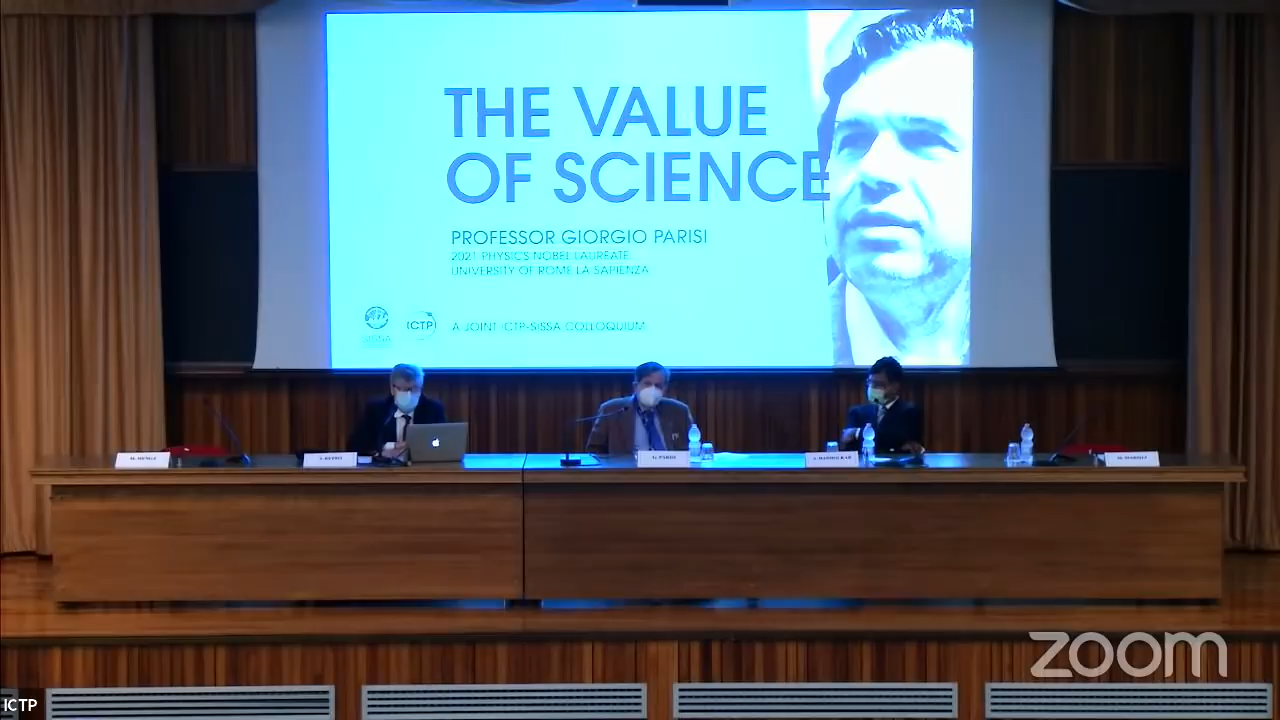 THE VALUE
OF SCIENCE
PROFESSOR GIORGIO PARISI
2021 PHYSICS NOBEL LAUREATE
UNIVERSITY OF ROME LA SAPIENZA
SISSA
ICTP
A JOINT ICTP-SISSA COLLOQUIUM
G. PARISI
zoom
ICTP